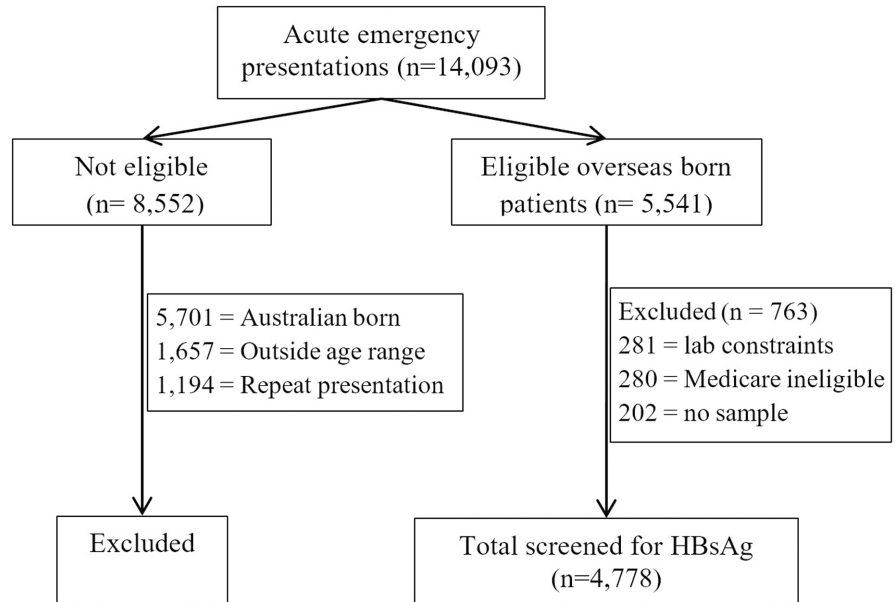 Acute emergency
presentations (n=14,093)
Not eligible
(n= 8,552)
Eligible overseas born
patients (n= 5,541)
5,701 = Australian born
1,657 = Outside age range
1,194 = Repeat presentation
Excluded (n = 763)
281 = lab constraints
280 = Medicare ineligible
202 = no sample
Excluded
Total screened for HBsAg
(n=4,778)